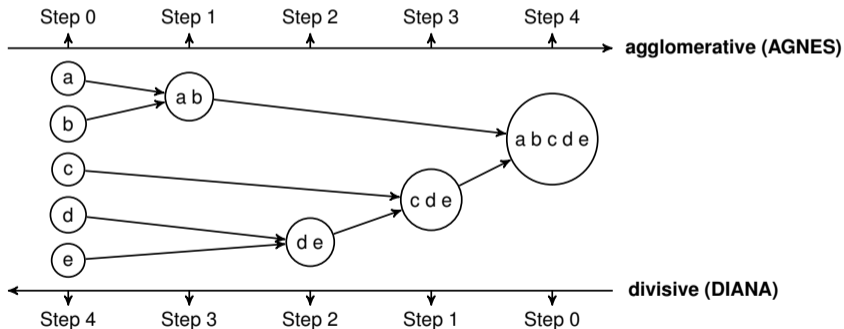 Step 0 Step 1 Step 2 Step 3 Step 4
agglomerative (AGNES)
a
a b
b
a b c d e
c
c d e
d
d e
e
divisive (DIANA)
Step 4 Step 3 Step 2 Step 1 Step 0